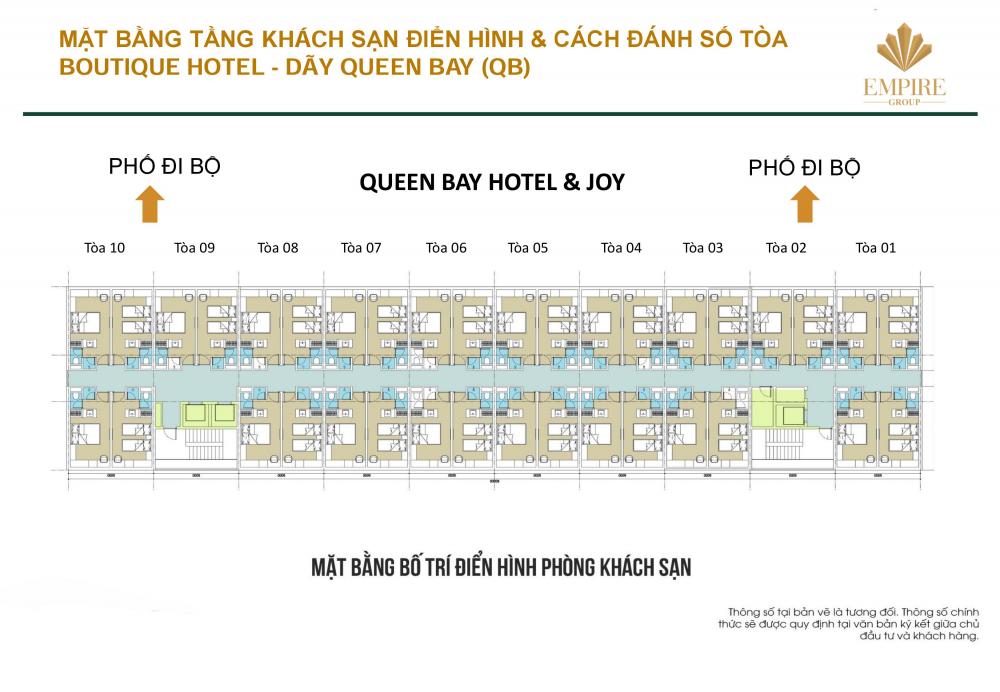 MẶT BẰNG TẦNG KHÁCH SẠN ĐIỂN HÌNH & CÁCH ĐÁNH SỐ TÒA
BOUTIQUE HOTEL - DÃY QUEEN BAY (QB)
EMPIRE
GROUP
PHỐ ĐI BỘ
QUEEN BAY HOTEL & JOY
PHỐ ĐI BỘ
Tòa 10 Tòa 09 Tòa 08 Tòa 07 Tòa 06 Tòa 05 Tòa 04 Tòa 03 Tòa 02 Tòa 01
MẶT BẰNG BỐ TRÍ ĐIỂN HÌNH PHÒNG KHÁCH SẠN
Thông số tại bản vẽ là tương đối. Thông số chính
thức sẽ được quy định tại văn bản ký kết giữa chủ
đầu tư và khách hàng.